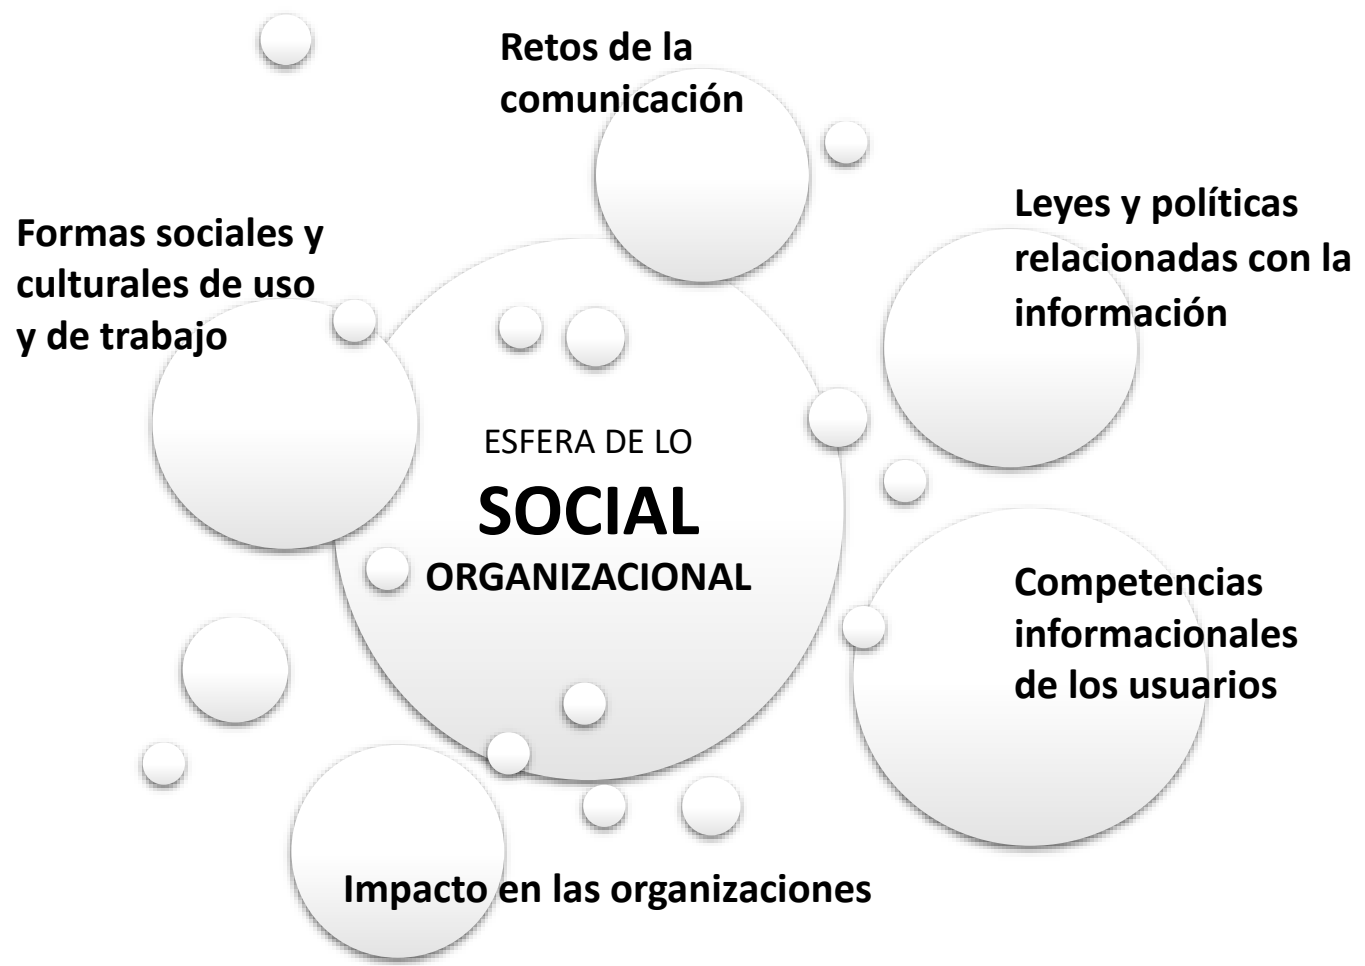 Retos de la
comunicación
Leyes y políticas
relacionadas con la
información
Formas sociales y
culturales de uso
y de trabajo
ESFERA DE LO
SOCIAL
ORGANIZACIONAL
Competencias
informacionales
de los usuarios
Impacto en las organizaciones